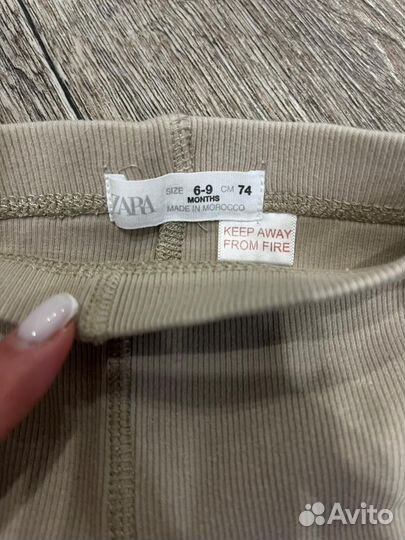 ZARA
SIZE 6-9 MONTHS CM 74
MADE IN MOROCCO
KEEP AWAY
FROM FIRE
Avito